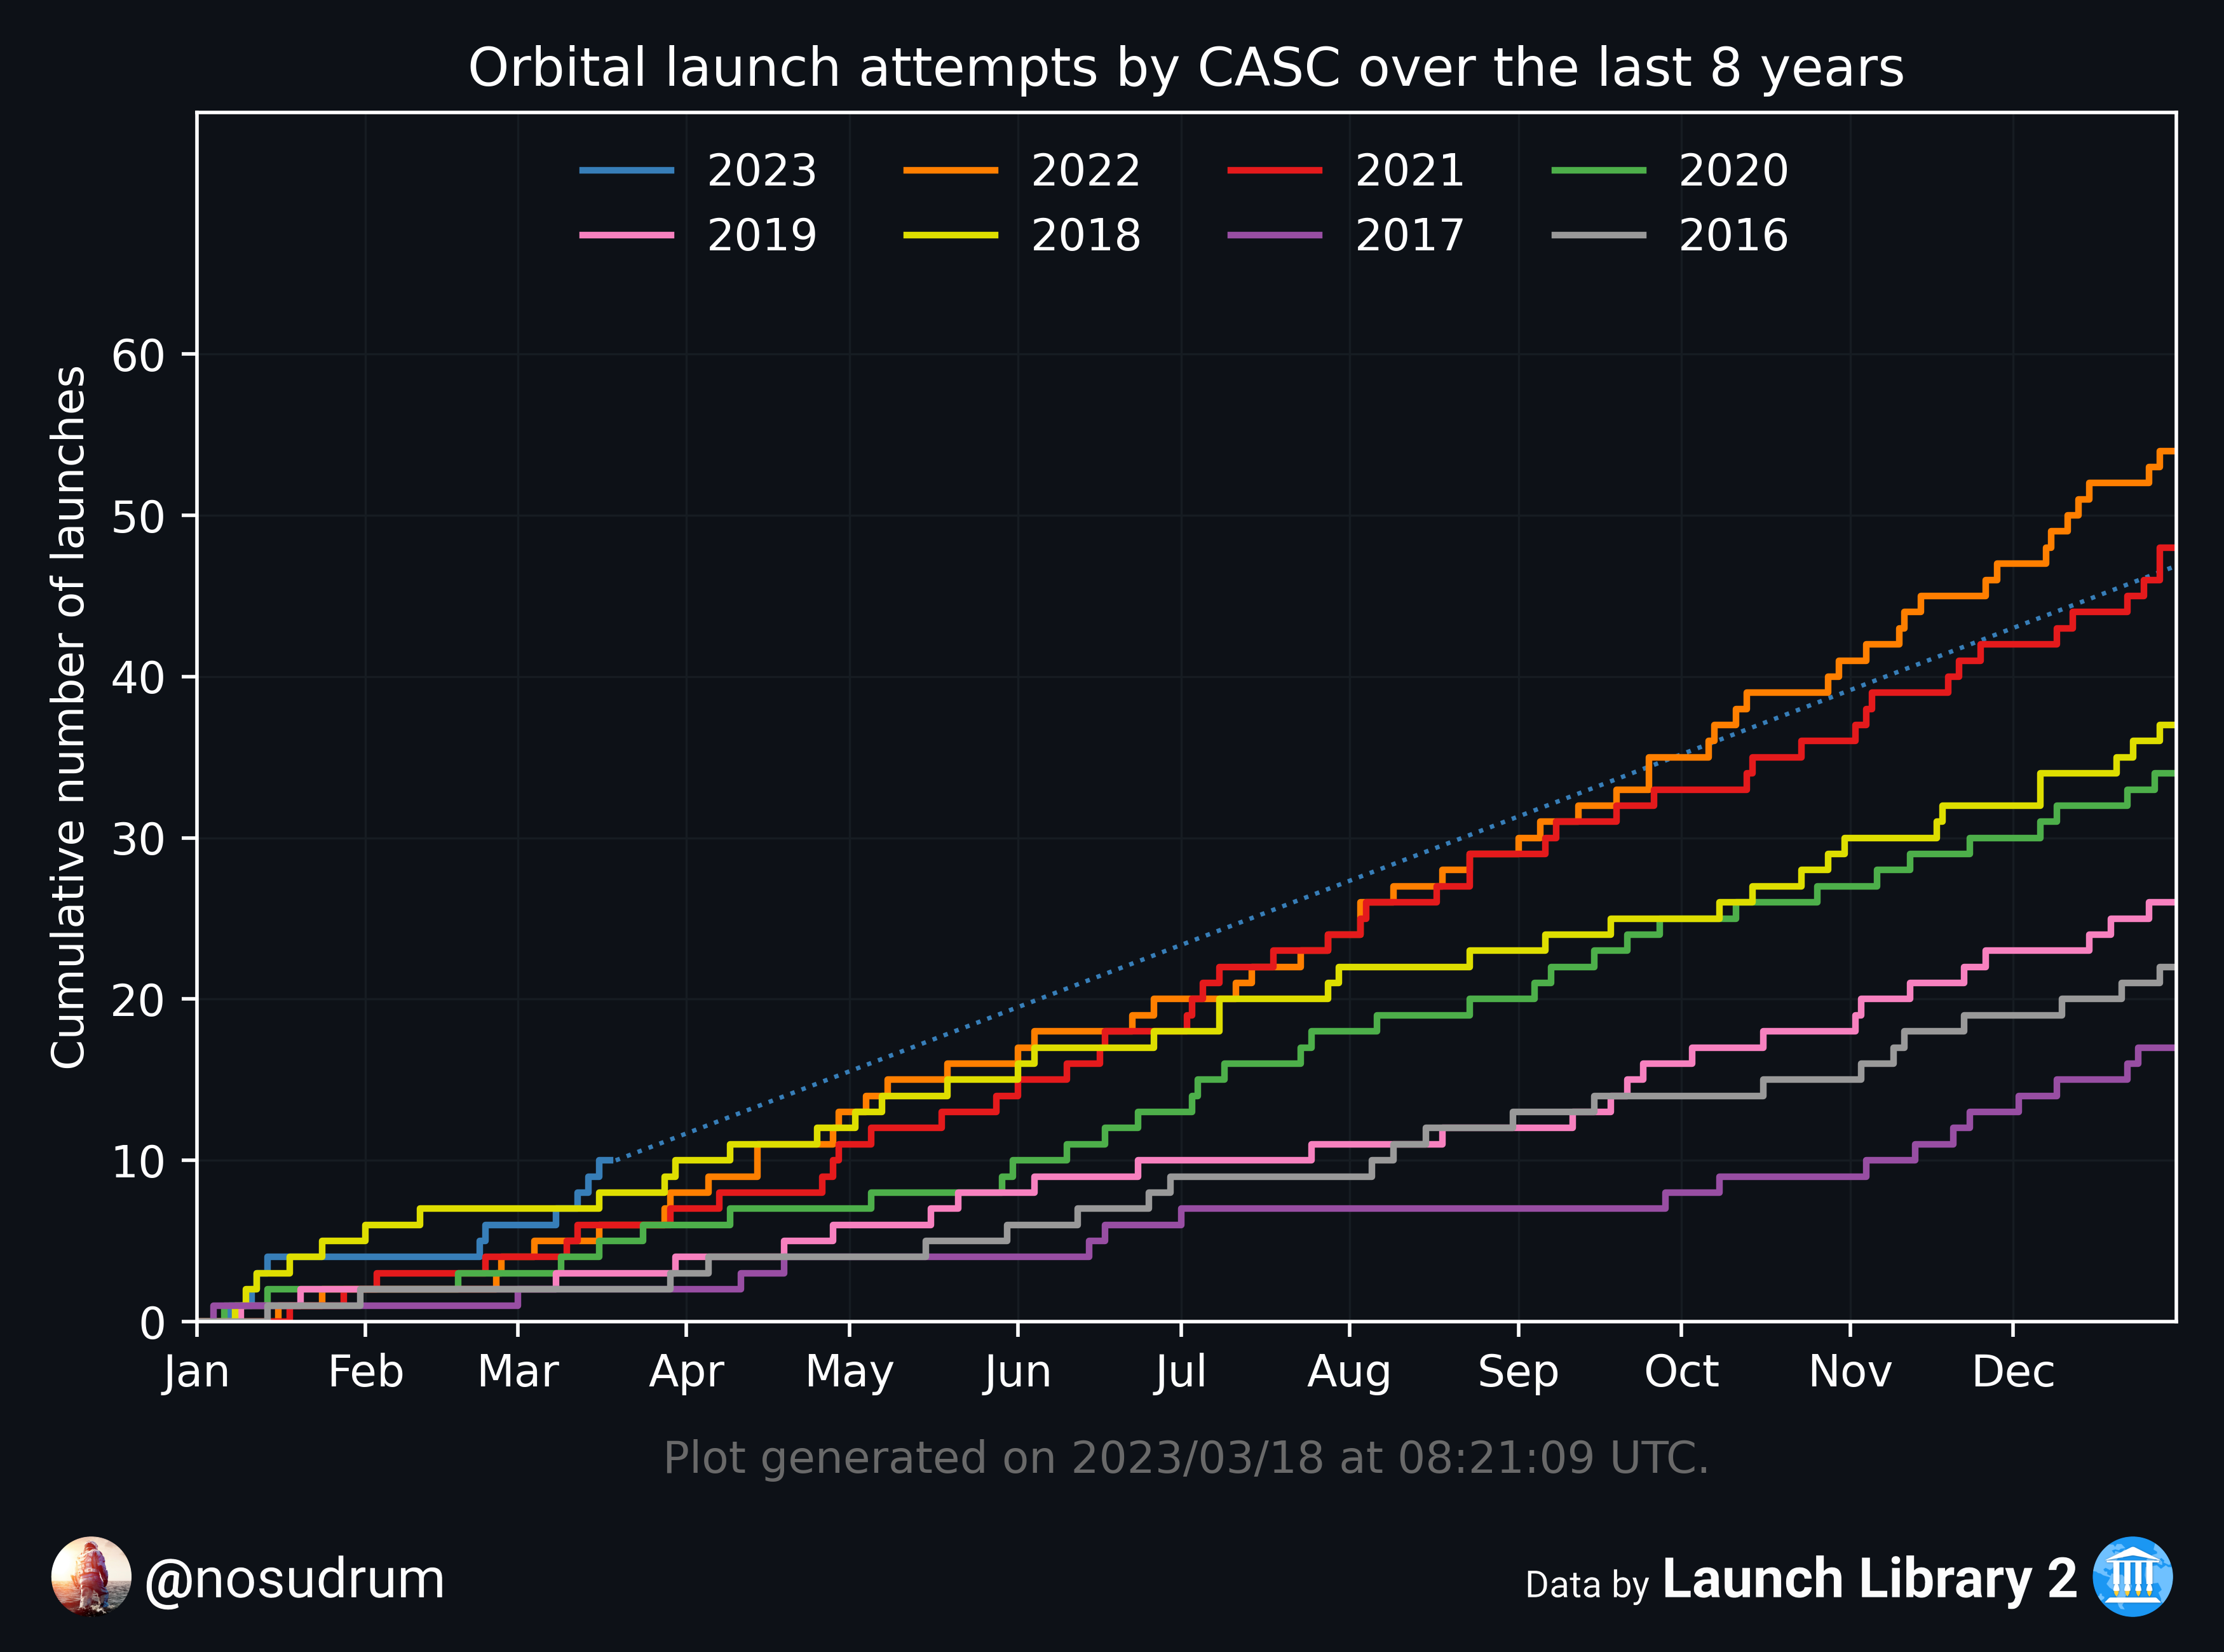 Orbital launch attempts by CASC over the last 8 years
2023 2022 2021 2020
2019 2018 2017 2016
Cumulative number of launches
60
50
40
30
20
10
0
Jan Feb Mar Apr May Jun Jul Aug Sep Oct Nov Dec
Plot generated on 2023/03/18 at 08:21:09 UTC.
@nosudrum
Data by Launch Library 2